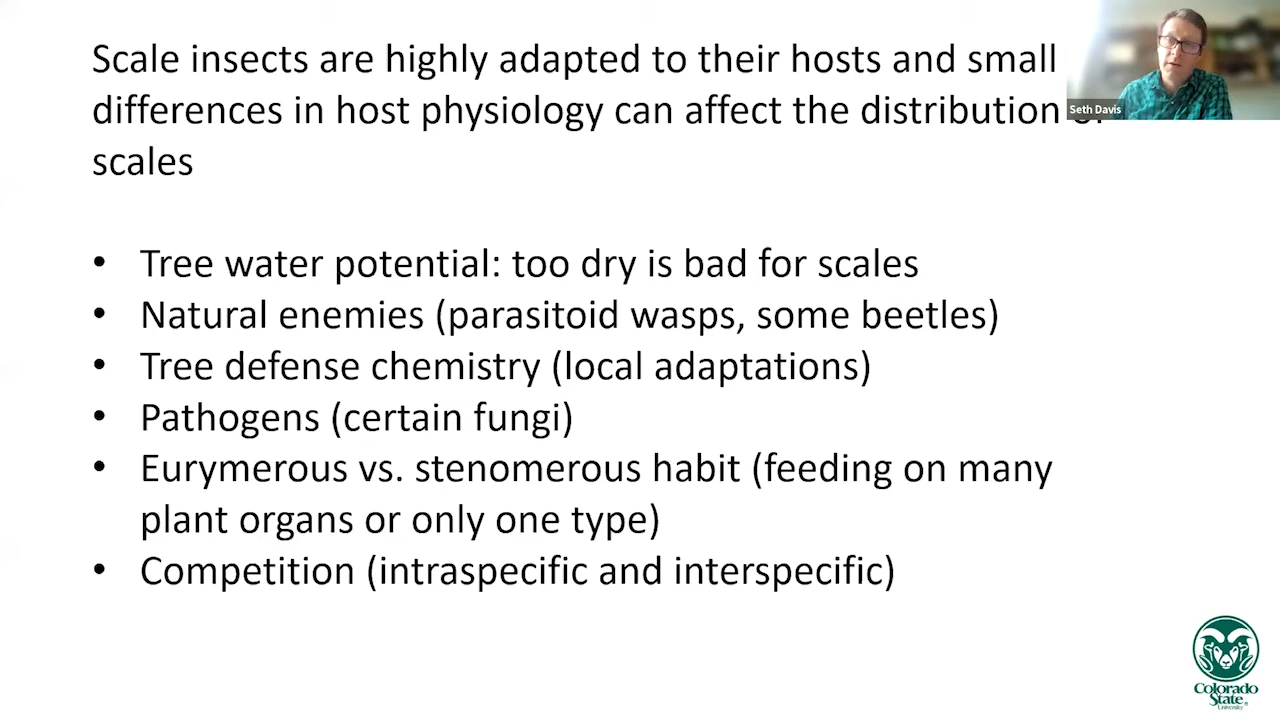 Scale insects are highly adapted to their hosts and small
differences in host physiology can affect the distribution
scales
Seth Davis
• Tree water potential: too dry is bad for scales
• Natural enemies (parasitoid wasps, some beetles)
• Tree defense chemistry (local adaptations)
• Pathogens (certain fungi)
• Eurymerous vs. stenomerous habit (feeding on many
plant organs or only one type)
• Competition (intraspecific and interspecific)
Colorado
State
University